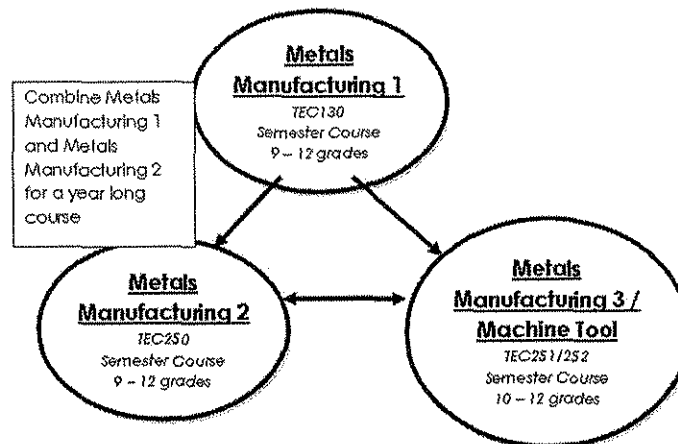 Metals
Manufacturing 1
TEC130
Semester Course
9 – 12 grades
Combine Metals
Manufacturing 1
and Metals
Manufacturing 2
for a year long
course
Metals
Manufacturing 2
TEC250
Semester Course
9 – 12 grades
Metals
Manufacturing 3 /
Machine Tool
TEC251/252
Semester Course
10 – 12 grades